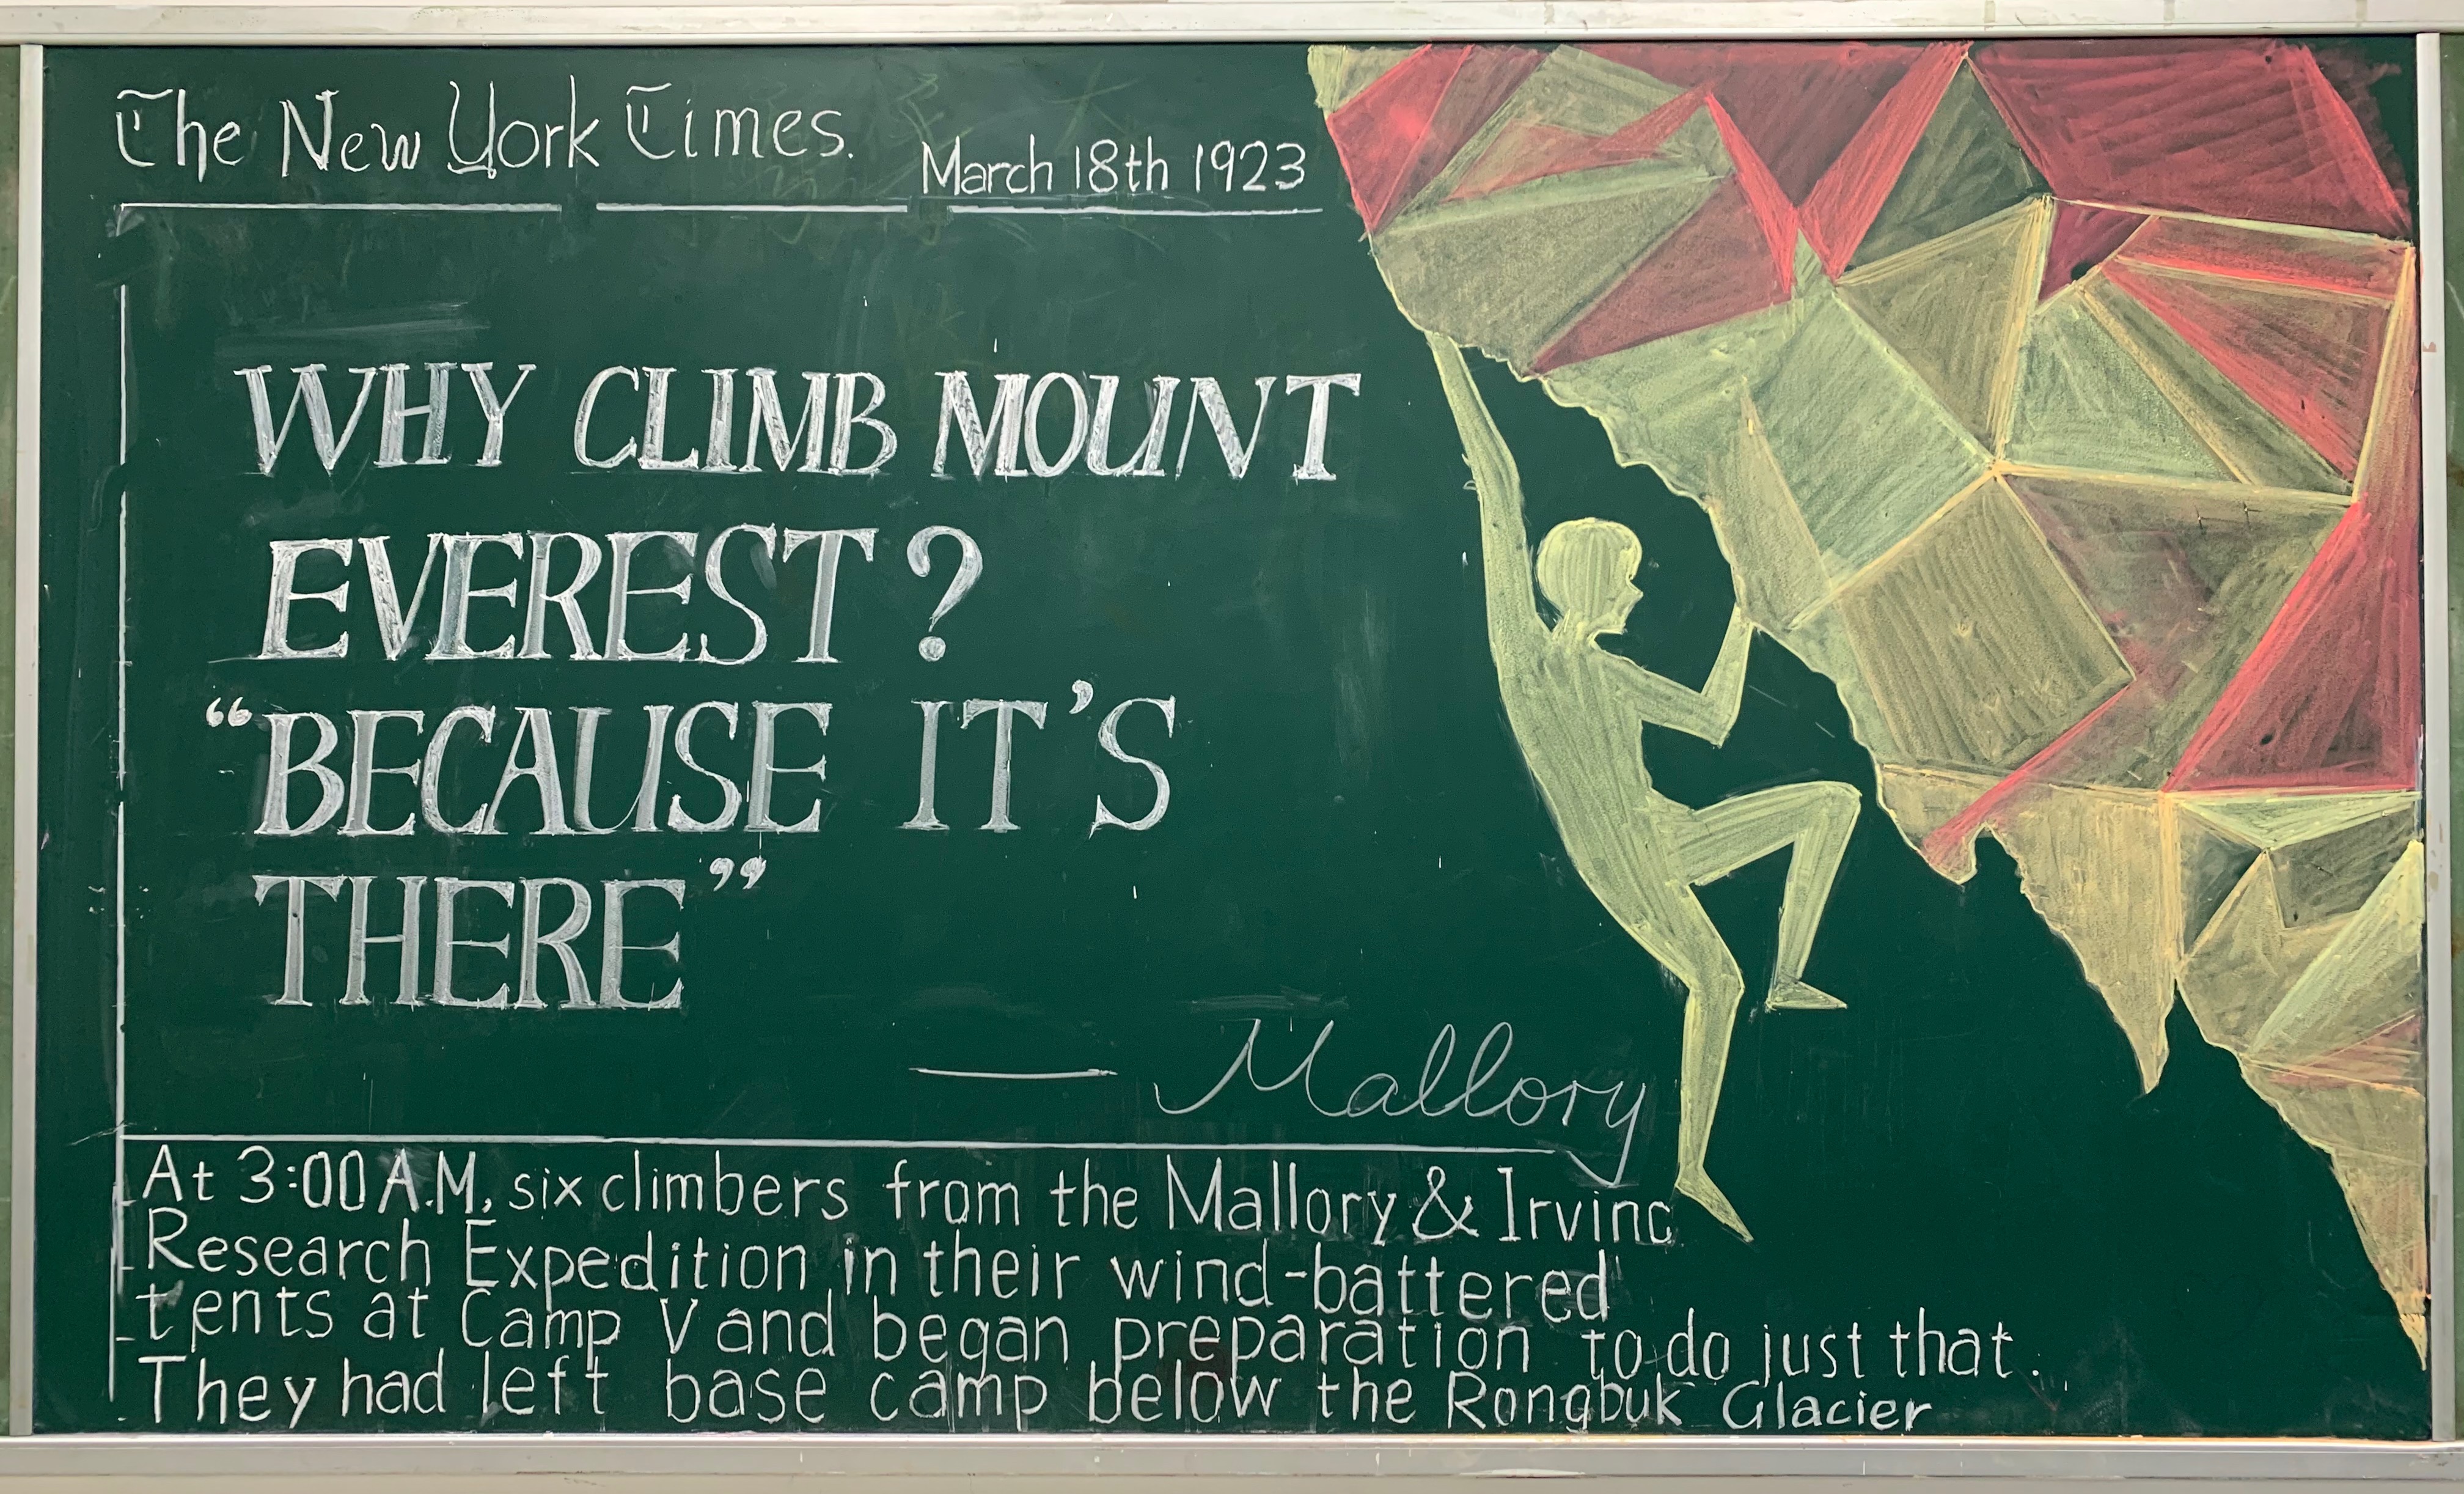 The New York Times.
March 18th 1923
WHY CLIMB MOUNT
EVEREST?
“BECAUSE IT'S
THERE”
— Mallory
At 3:00 A.M, six climbers from the Mallory & Irvinc
Research Expedition in their wind-battered
tents at Camp V and began preparation to do just that.
They had left base camp below the Rongbuk Glacier